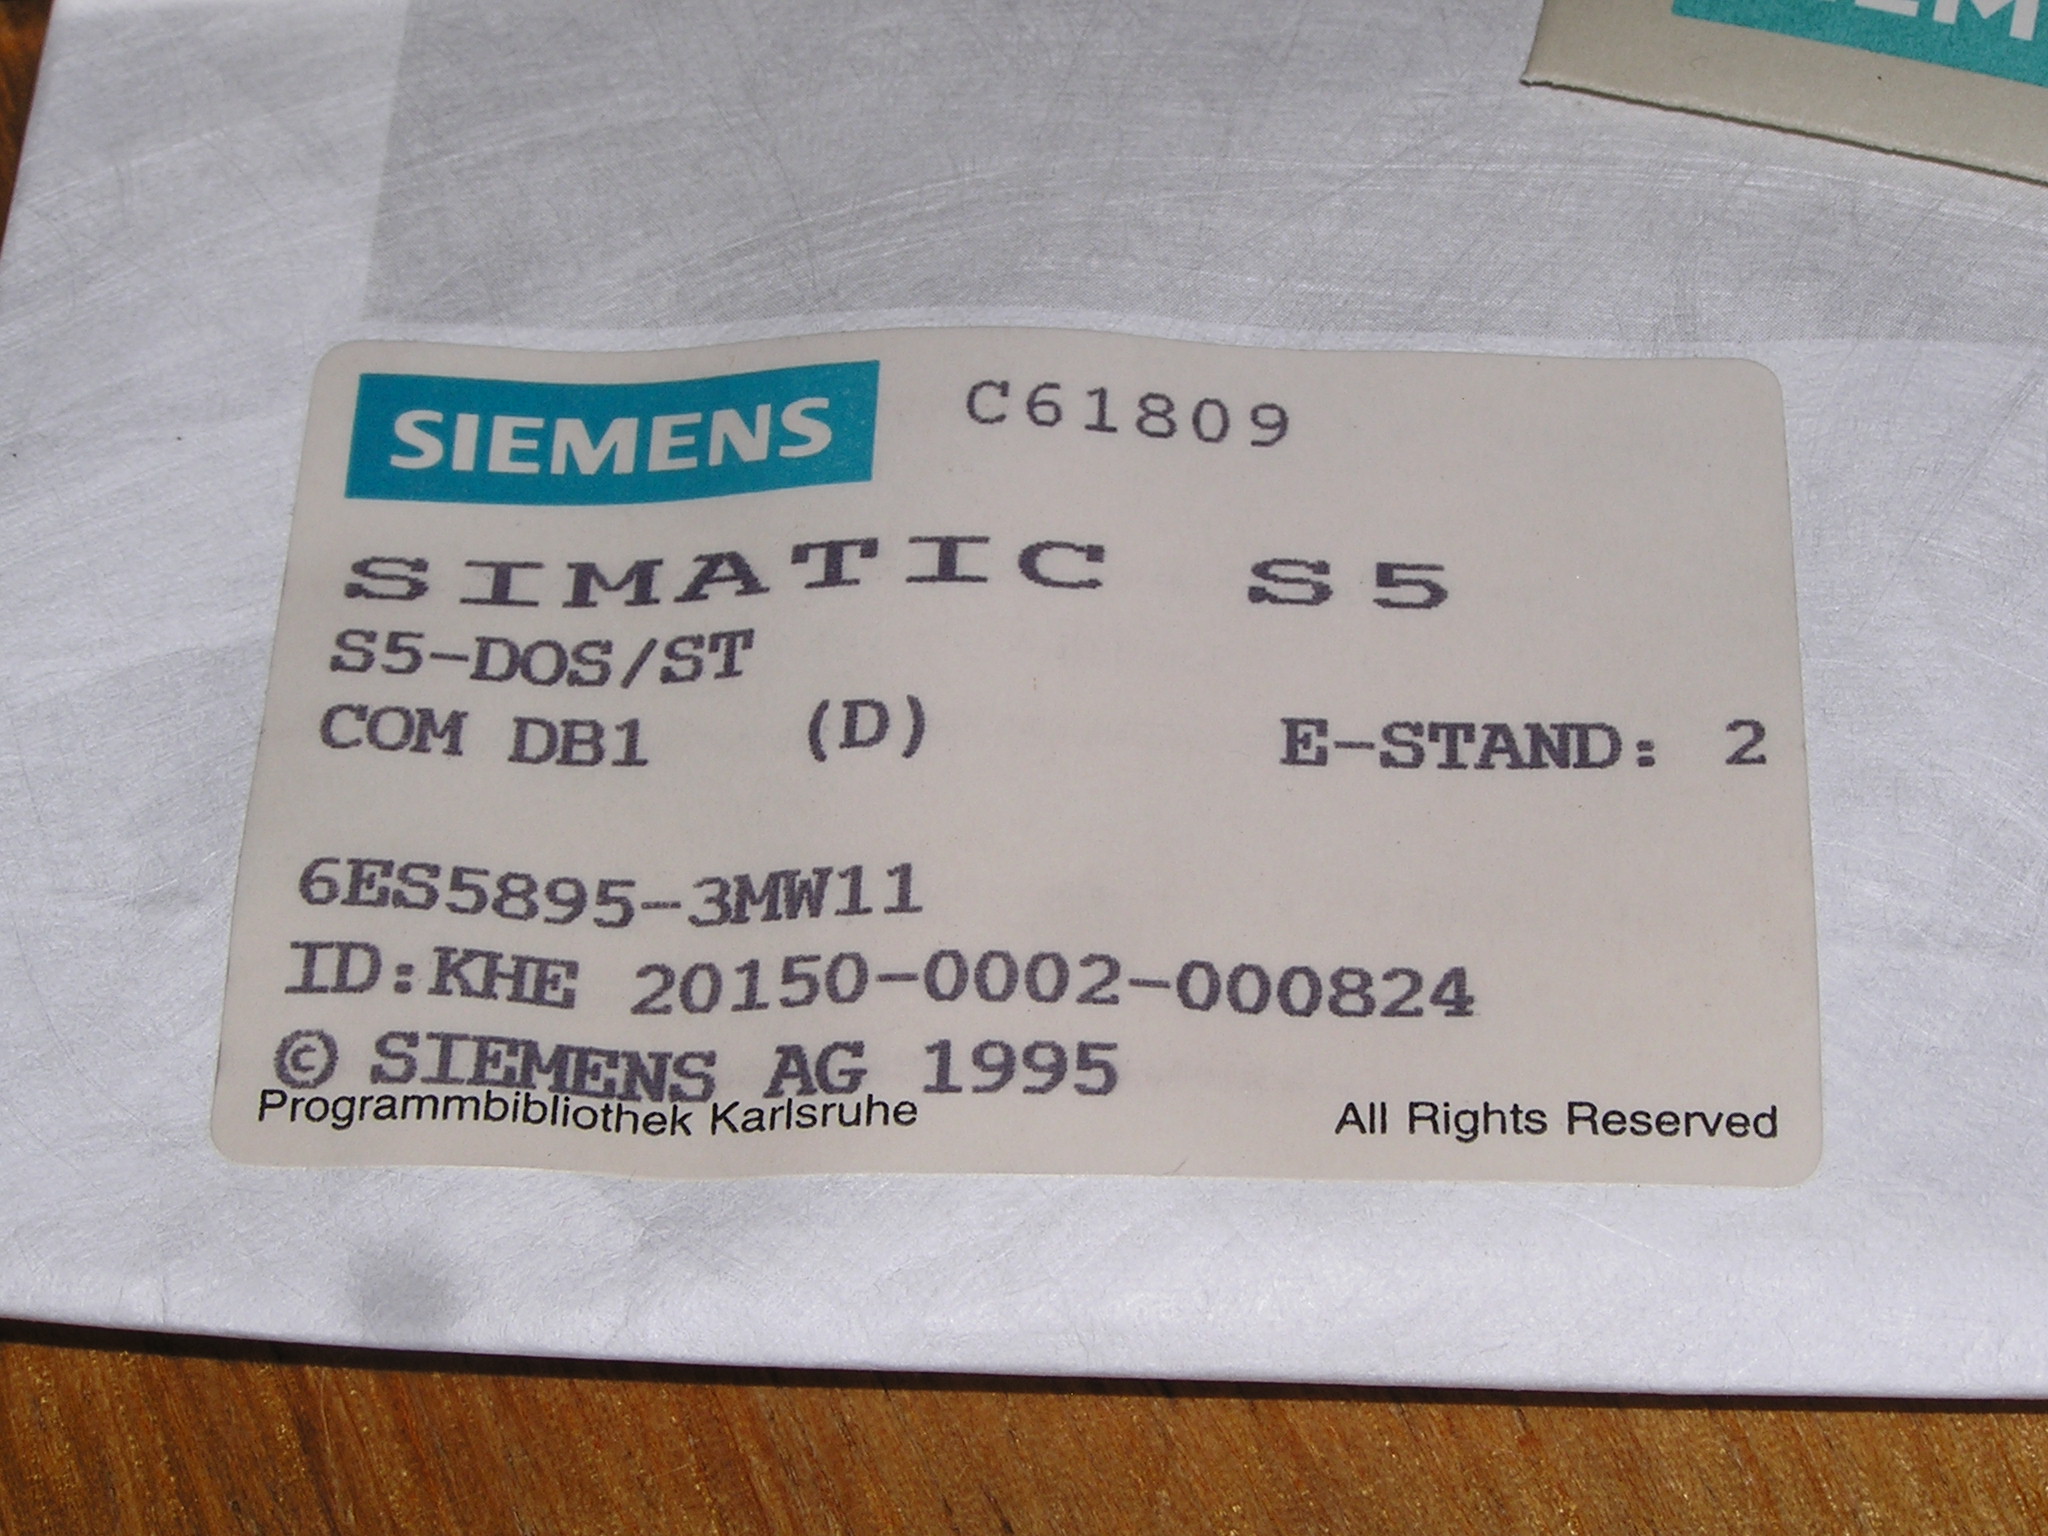 SIEMENS C61809
SIMATIC S5
S5-DOS/ST
COM DB1 (D) E-STAND: 2
6ES5895-3MW11
ID:KHE 20150-0002-000824
© SIEMENS AG 1995
Programmbibliothek Karlsruhe All Rights Reserved